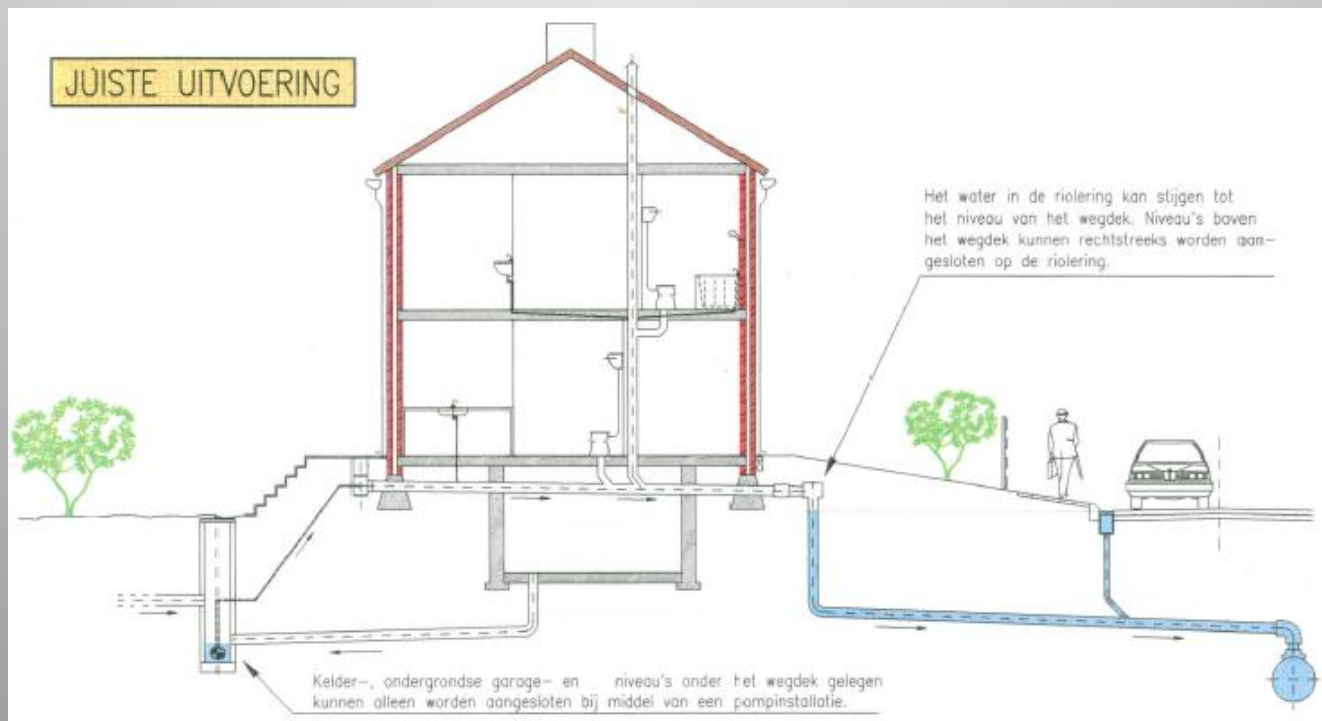 JUISTE UITVOERING
Het water in de riolering kan stijgen tot
het niveau van het wegdek. Niveau's boven
het wegdek kunnen rechtstreeks worden aan-
gesloten op de riolering.
Kelder-, ondergrondse garage- en niveau's onder het wegdek gelegen
kunnen alleen worden aangesloten bij middel van een pompinstallatie.